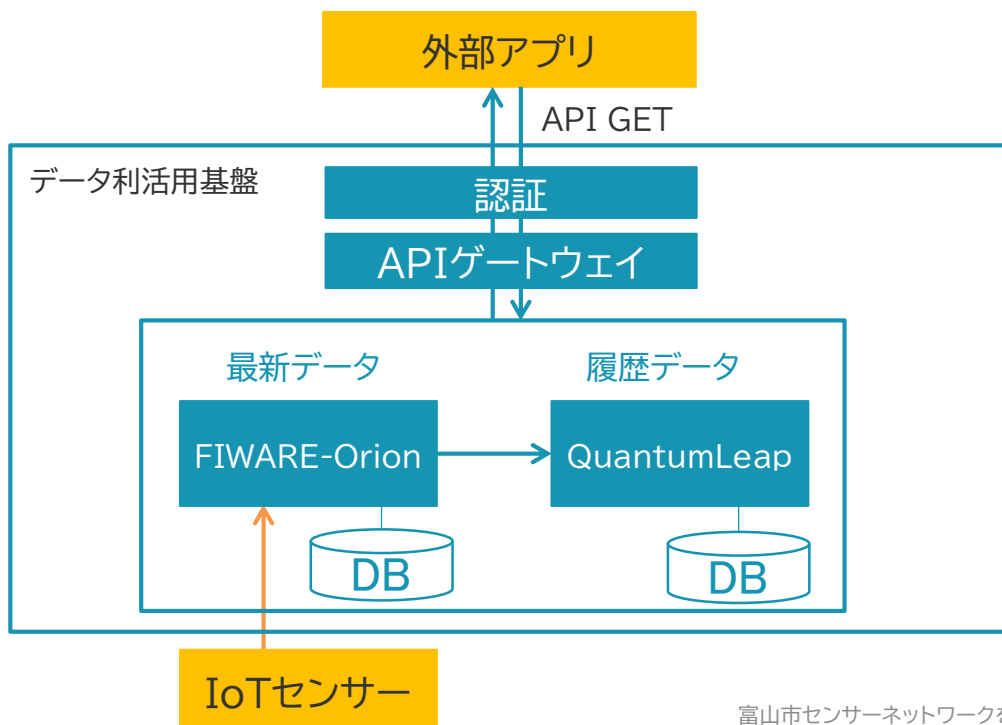 外部アプリ
API GET
データ利活用基盤
認証
APIゲートウェイ
最新データ
履歴データ
FIWARE-Orion
QuantumLeap
DB
DB
IoTセンサー
富山市センサーネットワークを